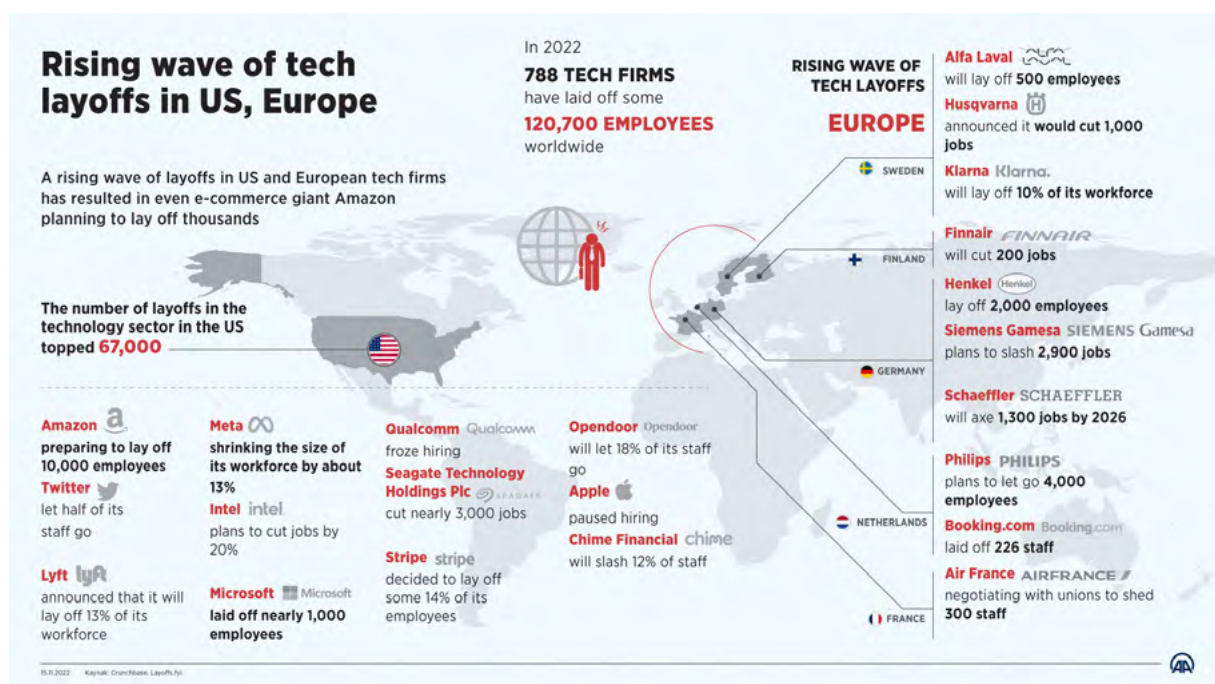 Rising wave of tech
layoffs in US, Europe
A rising wave of layoffs in US and European tech firms
has resulted in even e-commerce giant Amazon
planning to lay off thousands
In 2022
788 TECH FIRMS
have laid off some
120,700 EMPLOYEES
worldwide
The number of layoffs in the
technology sector in the US
topped 67,000
Amazon a
preparing to lay off
10,000 employees
Twitter
let half of its
staff go
Lyft lyft
announced that it will
lay off 13% of its
workforce
Meta
shrinking the size of
its workforce by about
13%
Intel intel
plans to cut jobs by
20%
Microsoft Microsoft
laid off nearly 1,000
employees
Qualcomm Qualcomm
froze hiring
Seagate Technology
Holdings Plc SEAGATE
cut nearly 3,000 jobs
Stripe stripe
decided to lay off
some 14% of its
employees
Opendoor Opendoor
will let 18% of its staff
go
Apple
paused hiring
Chime Financial chime
will slash 12% of staff
RISING WAVE OF
TECH LAYOFFS
EUROPE
SWEDEN
Alfa Laval
will lay off 500 employees
Husqvarna H
announced it would cut 1,000
jobs
Klarna Klarna.
will lay off 10% of its workforce
FINLAND
Finnair FINNAIR
will cut 200 jobs
GERMANY
Henkel Henkel
lay off 2,000 employees
Siemens Gamesa SIEMENS Gamesa
plans to slash 2,900 jobs
Schaeffler SCHAEFFLER
will axe 1,300 jobs by 2026
NETHERLANDS
Philips PHILIPS
plans to let go 4,000
employees
Booking.com Booking.com
laid off 226 staff
FRANCE
Air France AIRFRANCE
negotiating with unions to shed
300 staff
15.11.2022 Kaynak: Crunchbase, Layoffs.fyi
AA